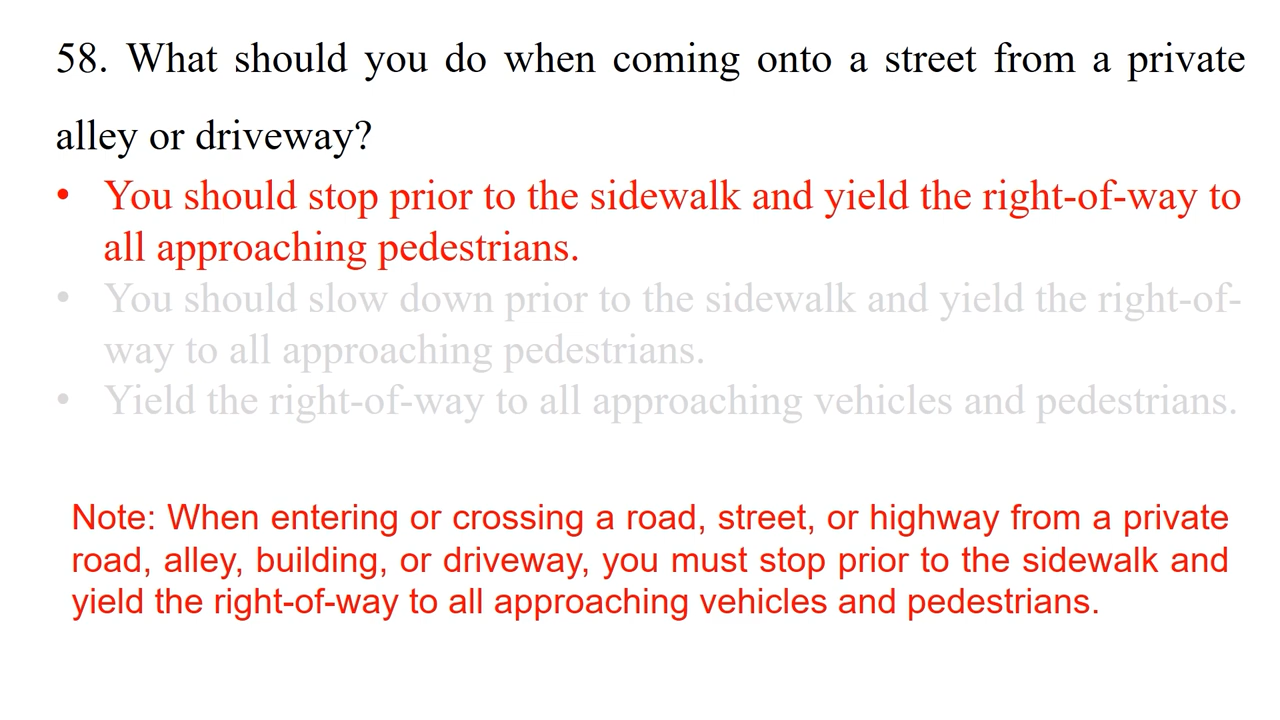 58. What should you do when coming onto a street from a private
alley or driveway?
• You should stop prior to the sidewalk and yield the right-of-way to
all approaching pedestrians.
• You should slow down prior to the sidewalk and yield the right-of-
way to all approaching pedestrians.
• Yield the right-of-way to all approaching vehicles and pedestrians.
Note: When entering or crossing a road, street, or highway from a private
road, alley, building, or driveway, you must stop prior to the sidewalk and
yield the right-of-way to all approaching vehicles and pedestrians.